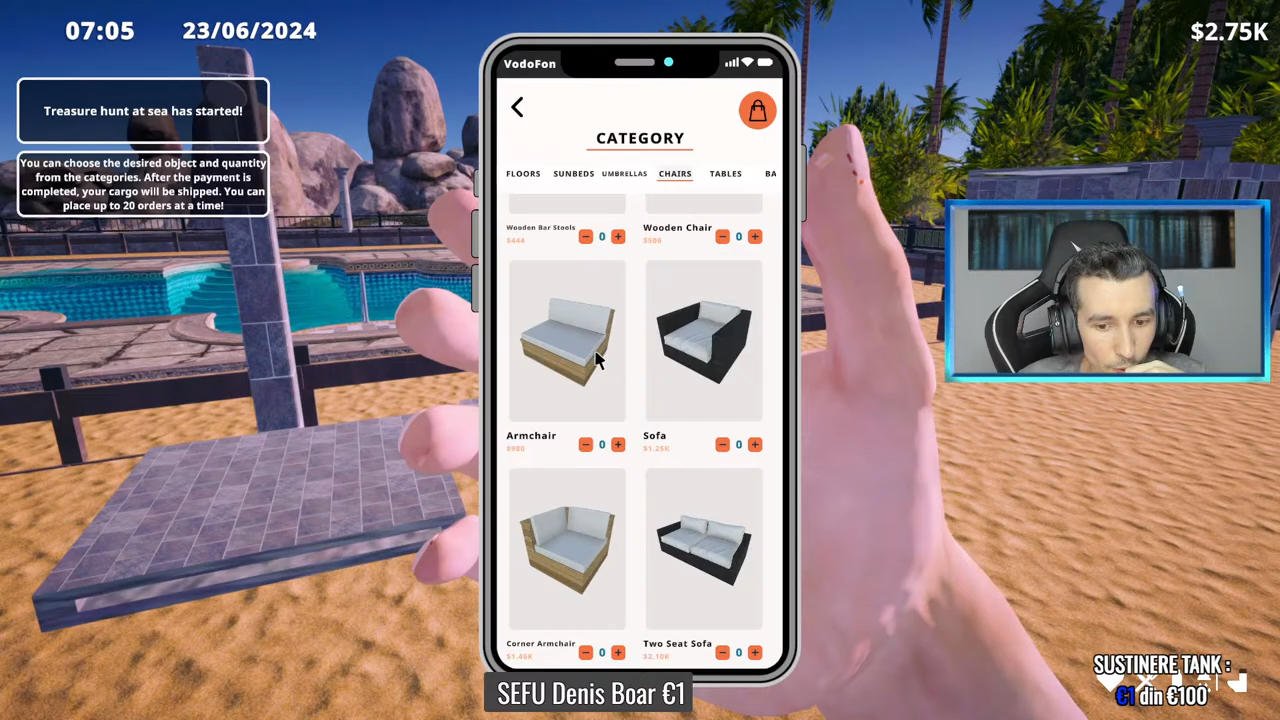 07:05
23/06/2024
$2.75K
Treasure hunt at sea has started!
You can choose the desired object and quantity
from the categories. After the payment is
completed, your cargo will be shipped. You can
place up to 20 orders at a time!
VodoFon
CATEGORY
FLOORS SUNBEDS UMBRELLAS CHAIRS TABLES BA
Wooden Bar Stools
$444
0
Wooden Chair
0
Armchair
0
Sofa
$1.25K
0
Corner Armchair
0
Two Seat Sofa
$2.10K
0
SEFU Denis Boar €1
SUSTINERE TANK :
€1 din €100